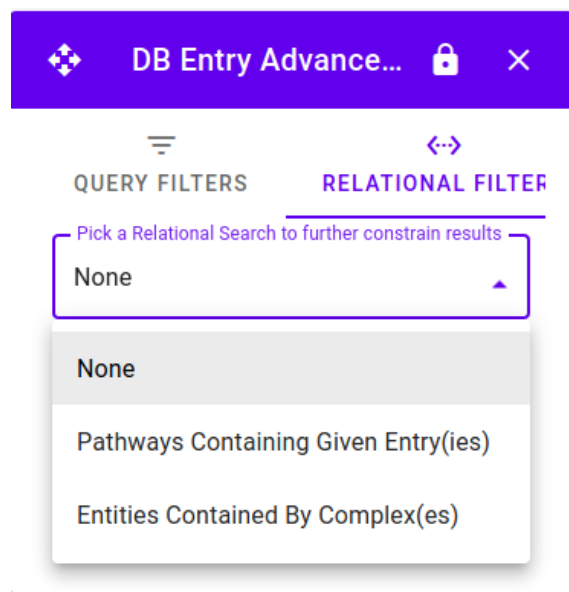 DB Entry Advance...
QUERY FILTERS RELATIONAL FILTER
Pick a Relational Search to further constrain results
None
None
Pathways Containing Given Entry(ies)
Entities Contained By Complex(es)